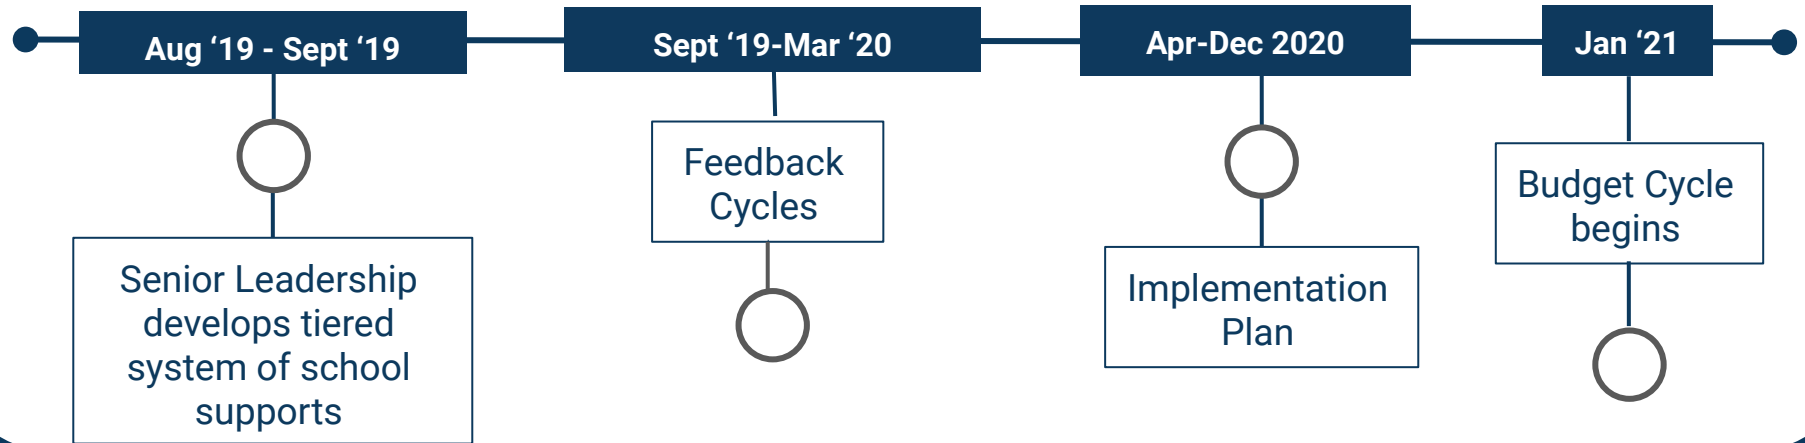 Aug ‘19 - Sept ‘19
Sept ‘19-Mar ‘20
Apr-Dec 2020
Jan ‘21
Senior Leadership
develops tiered
system of school
supports
Feedback
Cycles
Implementation
Plan
Budget Cycle
begins